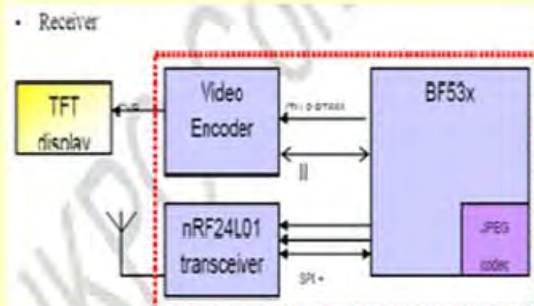 • Receiver
TFT
display
Video
Encoder
BF53x
nRF24L01
transceiver
JPEG
codec
SPI +